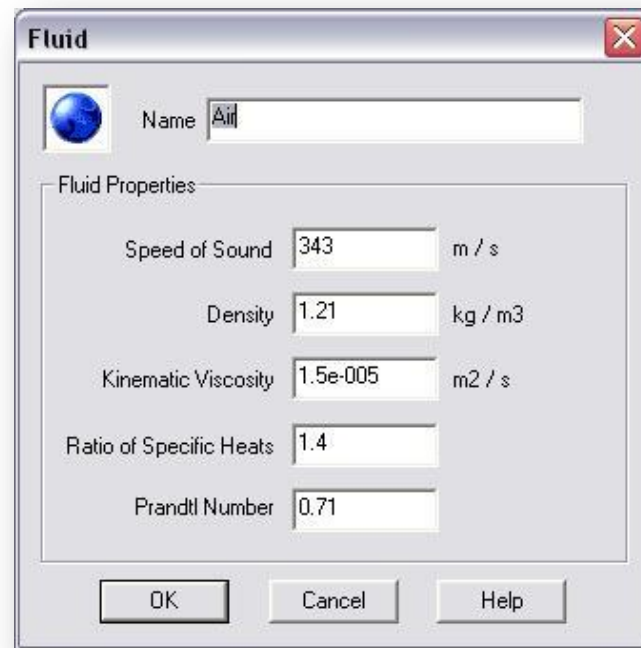 Fluid
Name Air
Fluid Properties
Speed of Sound 343 m / s
Density 1.21 kg / m3
Kinematic Viscosity 1.5e-005 m2 / s
Ratio of Specific Heats 1.4
Prandtl Number 0.71
OK Cancel Help